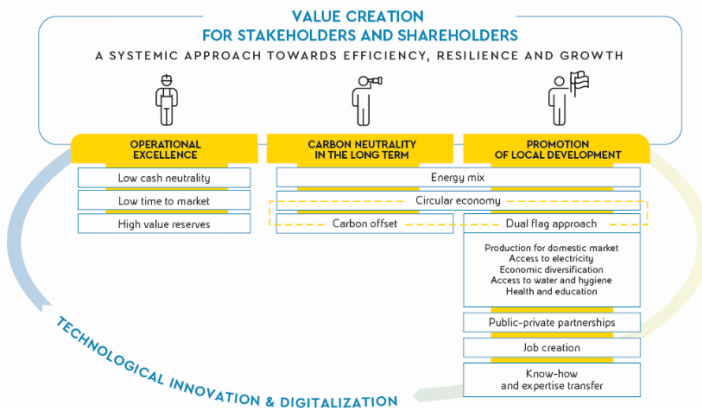 VALUE CREATION
FOR STAKEHOLDERS AND SHAREHOLDERS
A SYSTEMIC APPROACH TOWARDS EFFICIENCY, RESILIENCE AND GROWTH
OPERATIONAL
EXCELLENCE
Low cash neutrality
Low time to market
High value reserves
CARBON NEUTRALITY
IN THE LONG TERM
PROMOTION
OF LOCAL DEVELOPMENT
Energy mix
Circular economy
Carbon offset
Dual flag approach
Production for domestic market
Access to electricity
Economic diversification
Access to water and hygiene
Health and education
Public-private partnerships
Job creation
Know-how
and expertise transfer
TECHNOLOGICAL INNOVATION & DIGITALIZATION